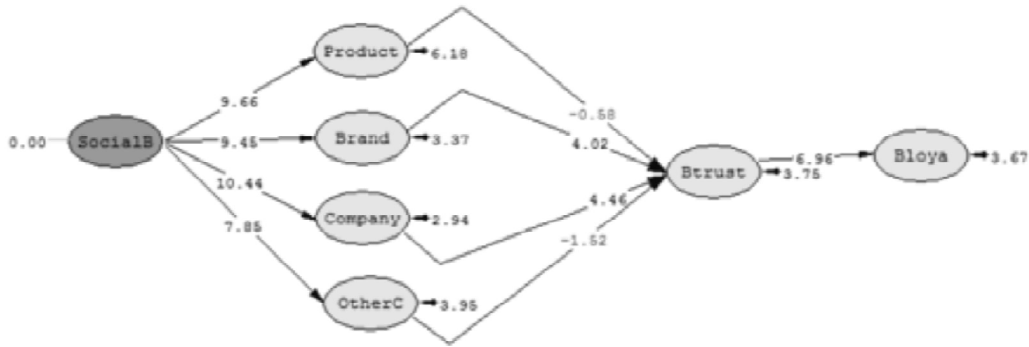 Product
6.18
9.66
-0.58
0.00
SocialB
9.45
Brand
3.37
4.02
Btrust
3.75
6.96
Bloya
3.67
10.44
Company
2.94
4.46
7.85
-1.52
OtherC
3.95